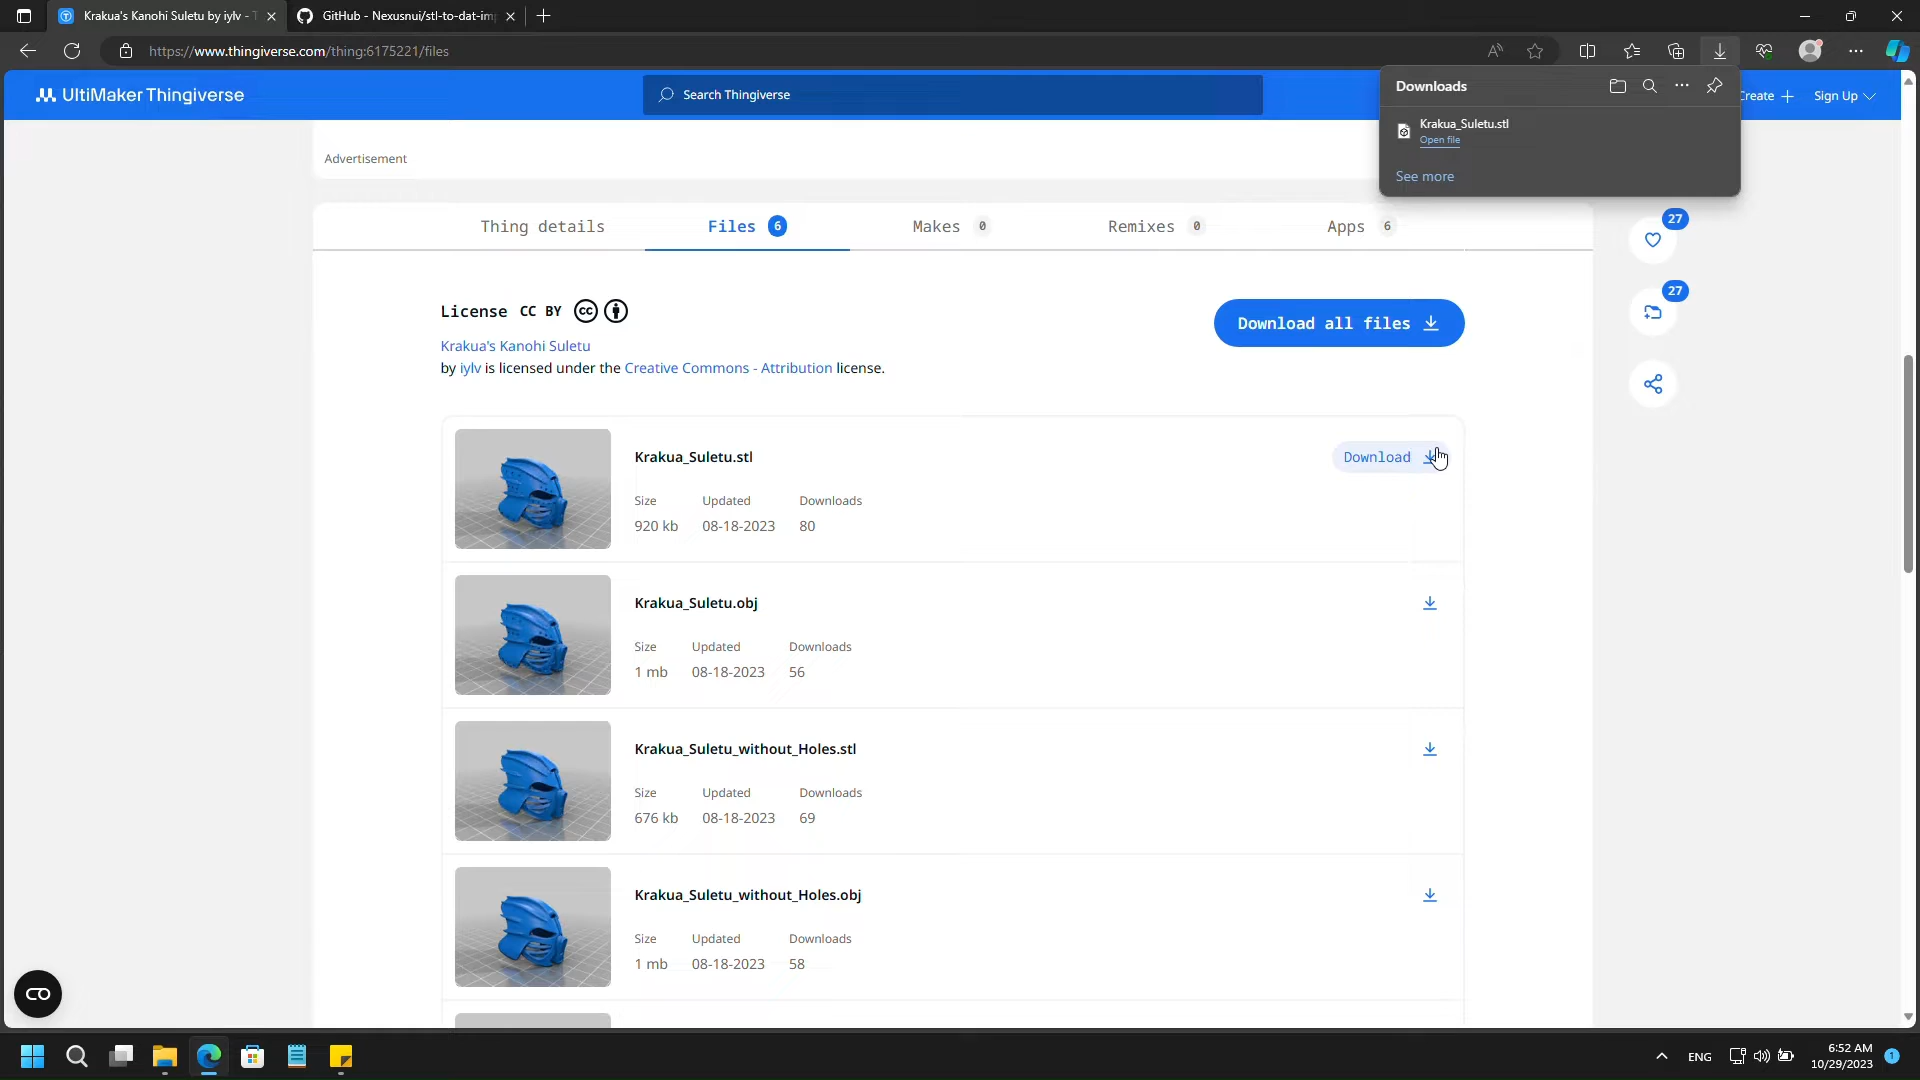 Krakua's Kanohi Suletu by iylv - T
GitHub - Nexusnui/stl-to-dat-im
https://www.thingiverse.com/thing:6175221/files
UltiMaker Thingiverse
Search Thingiverse
Create
Sign Up
Downloads
Krakua_Suletu.stl
Open file
See more
Advertisement
Thing details
Files 6
Makes 0
Remixes 0
Apps 6
27
27
License CC BY
cc
Download all files
Krakua's Kanohi Suletu
by iylv is licensed under the Creative Commons - Attribution license.
Krakua_Suletu.stl
Download
Size Updated Downloads
920 kb 08-18-2023 80
Krakua_Suletu.obj
Size Updated Downloads
1 mb 08-18-2023 56
Krakua_Suletu_without_Holes.stl
Size Updated Downloads
676 kb 08-18-2023 69
Krakua_Suletu_without_Holes.obj
Size Updated Downloads
1 mb 08-18-2023 58
ENG
6:52 AM
10/29/2023
1